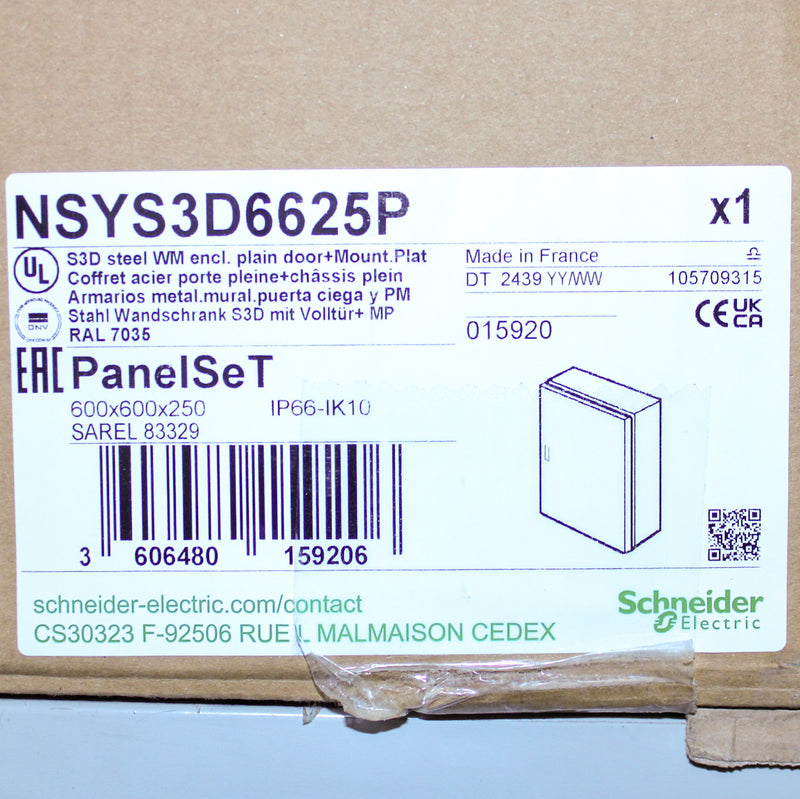 NSYS3D6625P x1
UL
S3D steel WM encl. plain door+Mount.Plat
Coffret acier porte pleine+châssis plein
Armarios metal.mural.puerta ciega y PM
Stahl Wandschrank S3D mit Volltür+ MP
RAL 7035
DNV
Made in France
DT 2439 YY/WW 105709315
015920
CE UK CA
EAC PanelSeT
600x600x250 IP66-IK10
SAREL 83329
3 606480 159206
schneider-electric.com/contact
CS30323 F-92506 RUEIL MALMAISON CEDEX
Schneider
Electric